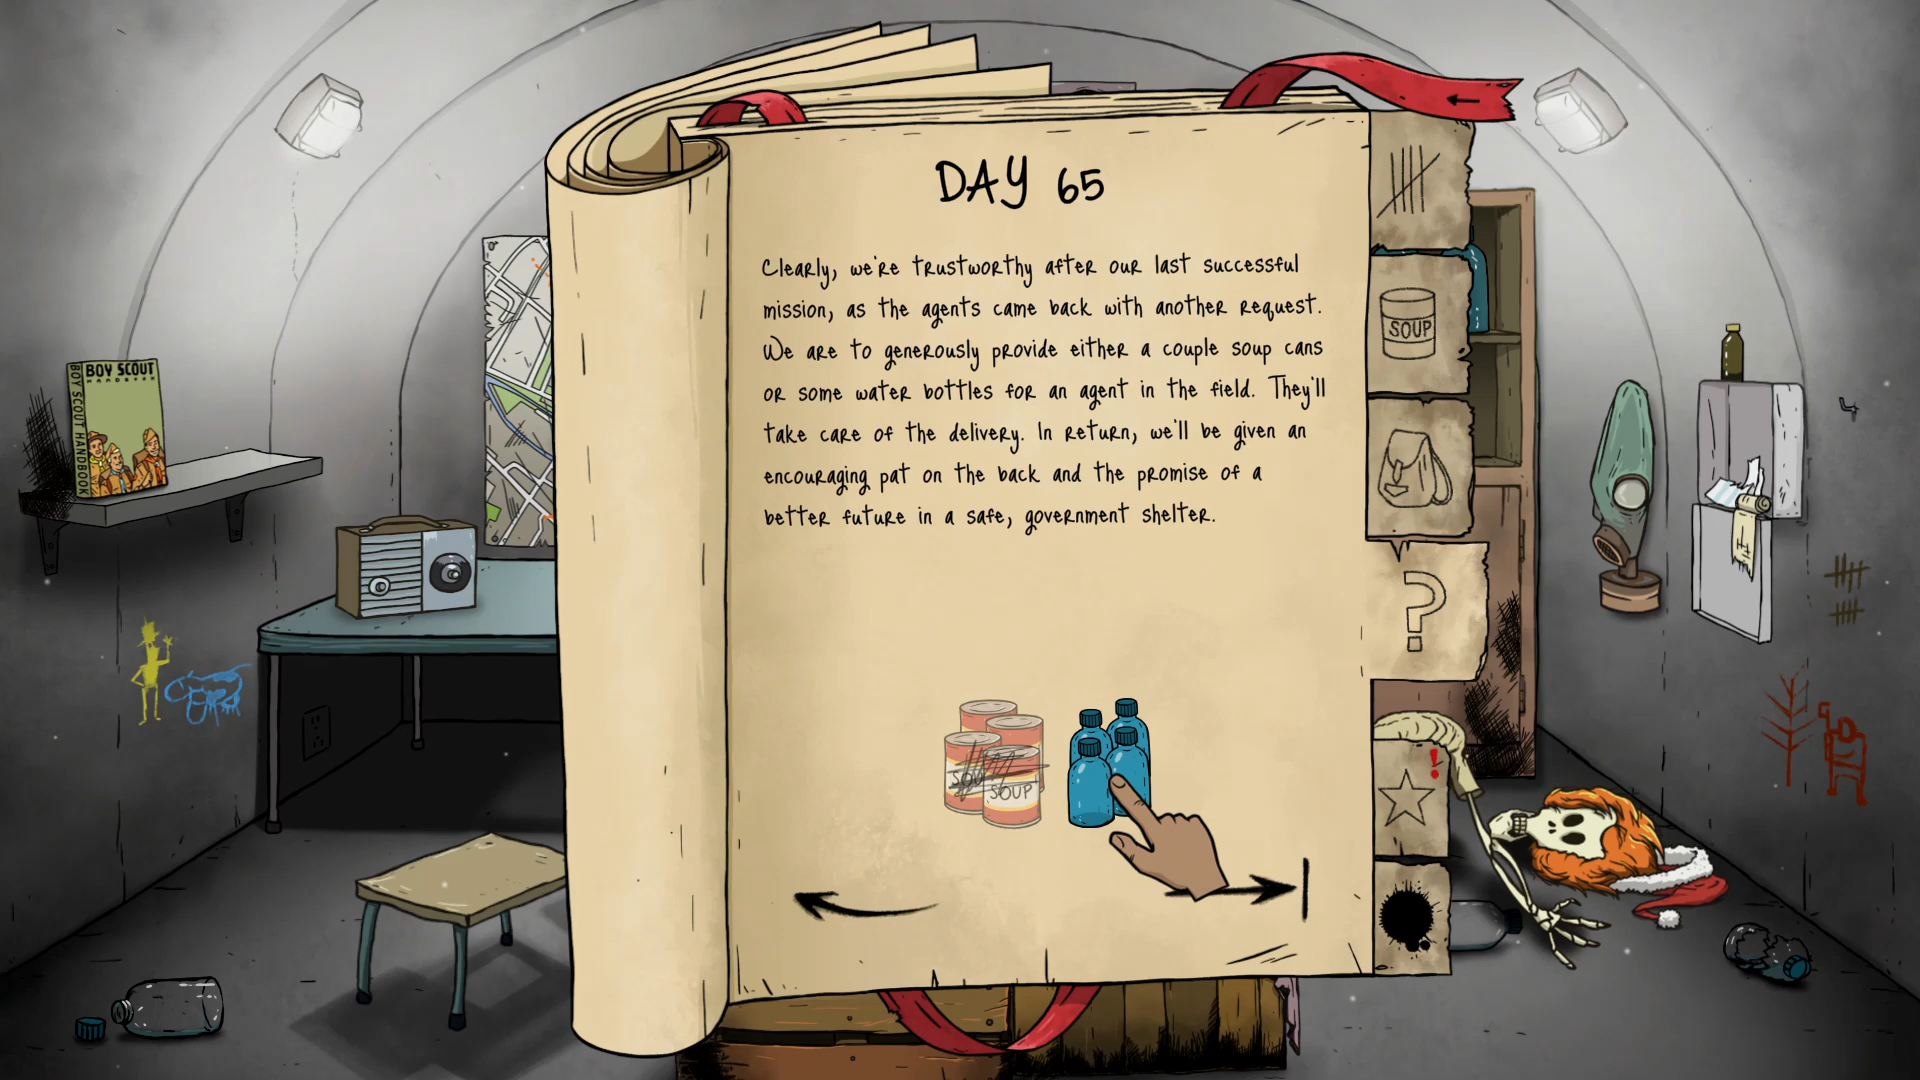 DAY 65
Clearly, we're trustworthy after our last successful
mission, as the agents came back with another request.
We are to generously provide either a couple soup cans
or some water bottles for an agent in the field. They'll
take care of the delivery. In return, we'll be given an
encouraging pat on the back and the promise of a
better future in a safe, government shelter.
SOUP
BOY SCOUT
HANDBOOK
BOY SCOUT HANDBOOK
SOUP
SOUP
!
?